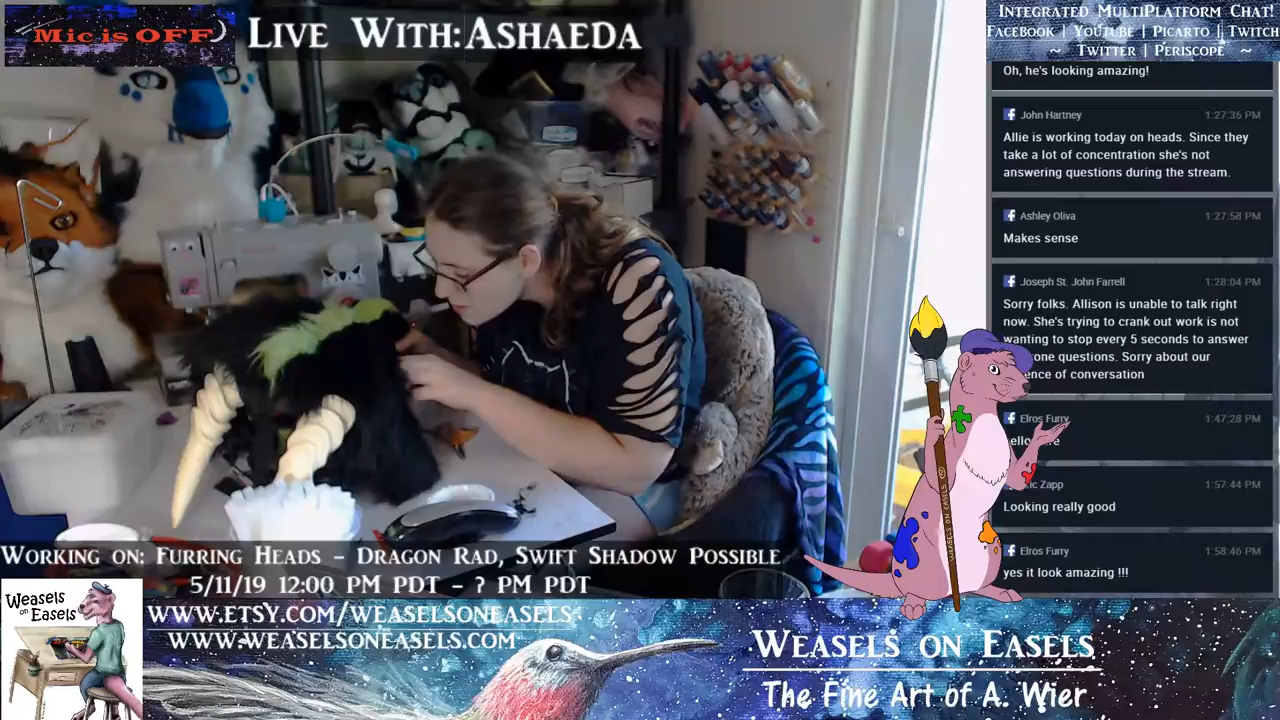 Mic is OFF
Live With: Ashaeda
Integrated MultiPlatform Chat!
Facebook | Youtube | Picarto | Twitch
~ Twitter | Periscope ~
Oh, he's looking amazing!
John Hartney 1:27:36 PM
Allie is working today on heads. Since they
take a lot of concentration she's not
answering questions during the stream.
Ashley Oliva 1:27:58 PM
Makes sense
Joseph St. John Farrell 1:28:04 PM
Sorry folks. Allison is unable to talk right
now. She's trying to crank out work is not
wanting to stop every 5 seconds to answer
one questions. Sorry about our
ence of conversation
Elros Furry 1:47:28 PM
Zapp 1:57:44 PM
Looking really good
Elros Furry 1:58:46 PM
yes it look amazing !!!
Working on: Furring Heads - Dragon Rad, Swift Shadow Possible
5/11/19 12:00 PM PDT - ? PM PDT
Weasels on Easels
www.etsy.com/weaselsoneasels
www.weaselsoneasels.com
Weasels on Easels
The Fine Art of A. Wier
WEASELS ON EASELS